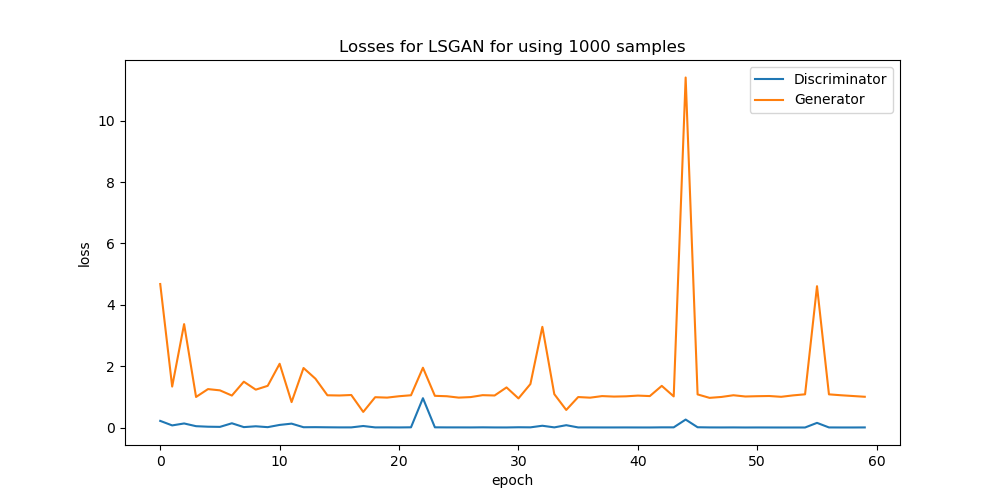 Losses for LSGAN for using 1000 samples
Discriminator
Generator
10
8
6
4
2
0
loss
0 10 20 30 40 50 60
epoch